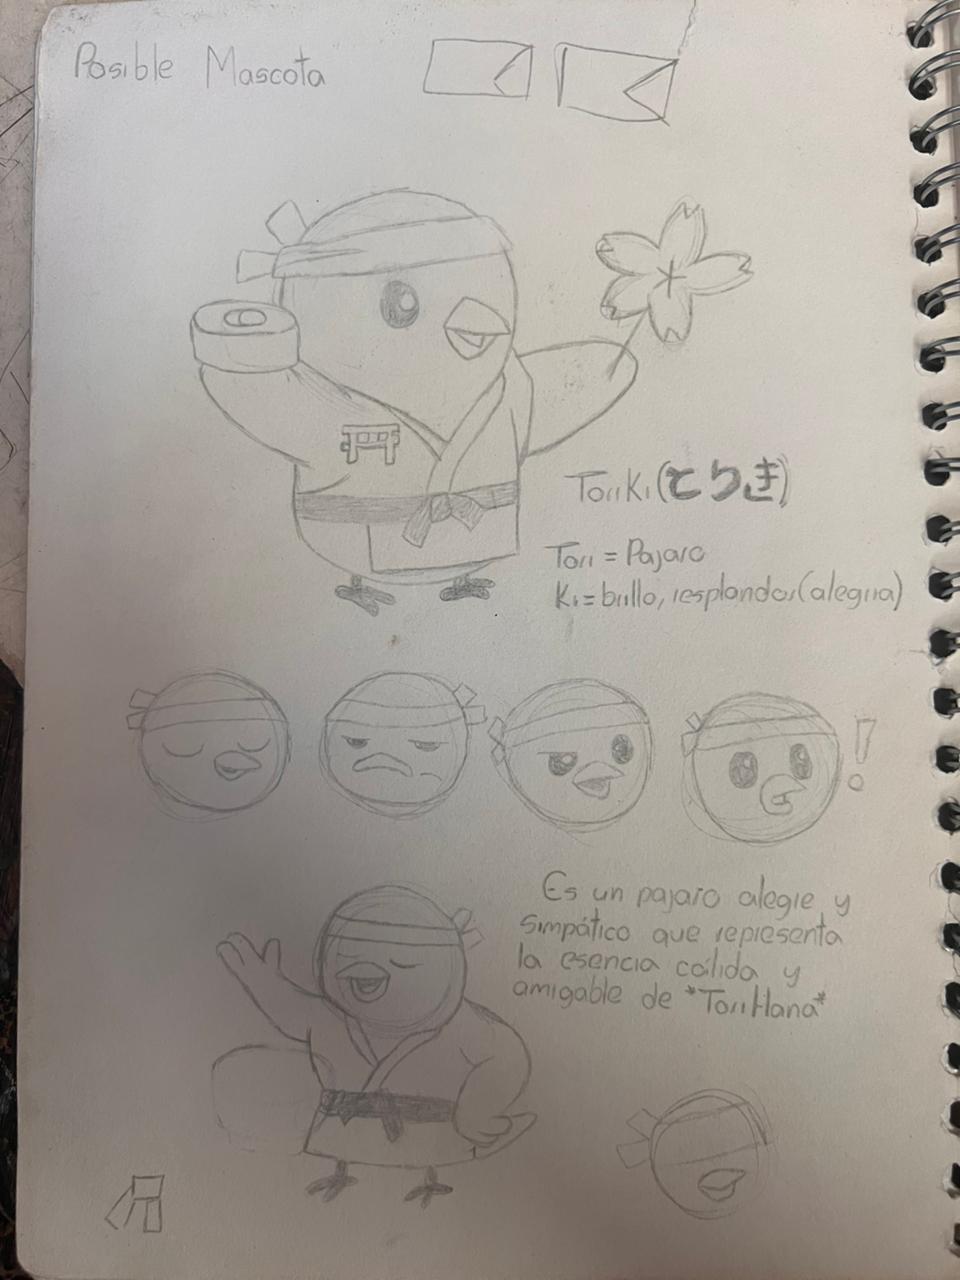 Posible Mascota
ToriKi (とりき)
Tori = Pajaro
Ki = brillo, resplandor (alegria)
!
Es un pajaro alegre y
simpático que representa
la esencia cálida y
amigable de *ToriHana*